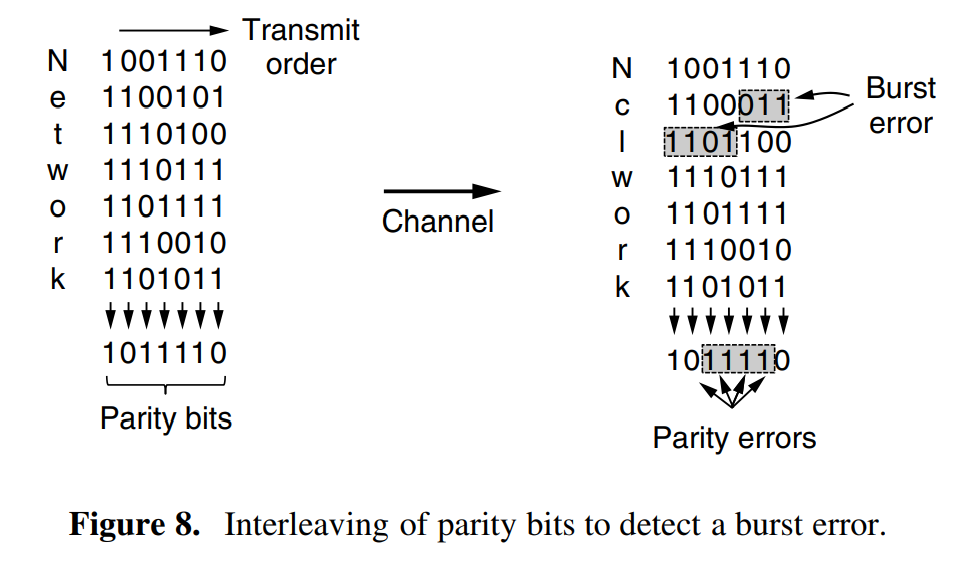 Transmit order
N 1001110
e 1100101
t 1110100
w 1110111
o 1101111
r 1110010
k 1101011
1011110
Parity bits
Channel
N 1001110
c 1100011
l 1101100
w 1110111
o 1101111
r 1110010
k 1101011
1011110
Parity errors
Burst error
Figure 8. Interleaving of parity bits to detect a burst error.